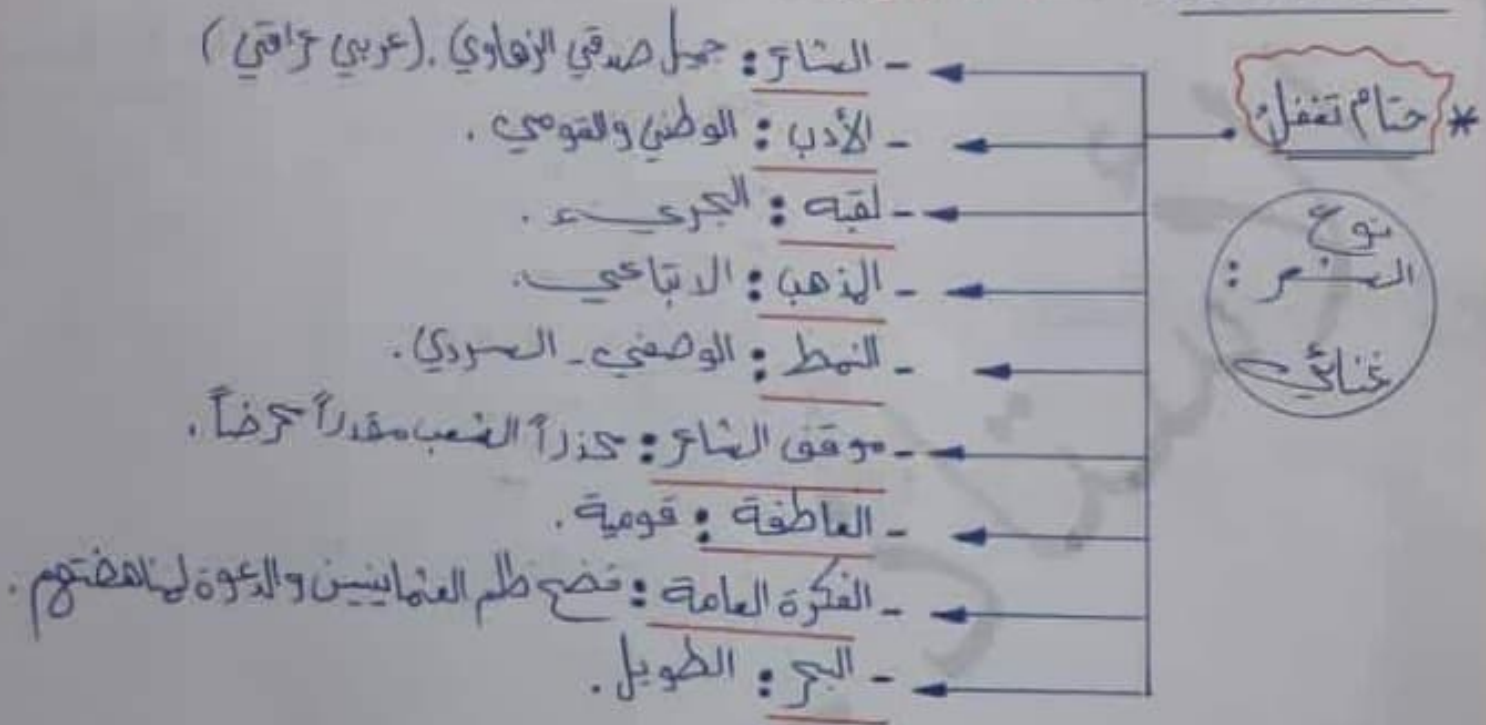 * حتام تغفل
نوع
الشعر :
غنائي
- الشاعر : جميل صدقي الزهاوي . (عربي عراقي)
- الأدب : الوطني والقومي .
- لقبه : الجريء .
- المذهب : الاتباعي .
- النمط : الوصفي - السردي .
- موقف الشاعر : محذراً الشعب مقدراً محرضاً .
- العاطفة : قومية .
- الفكرة العامة : فضح ظلم العثمانيين والدعوة لمناهضتهم .
- البحر : الطويل .